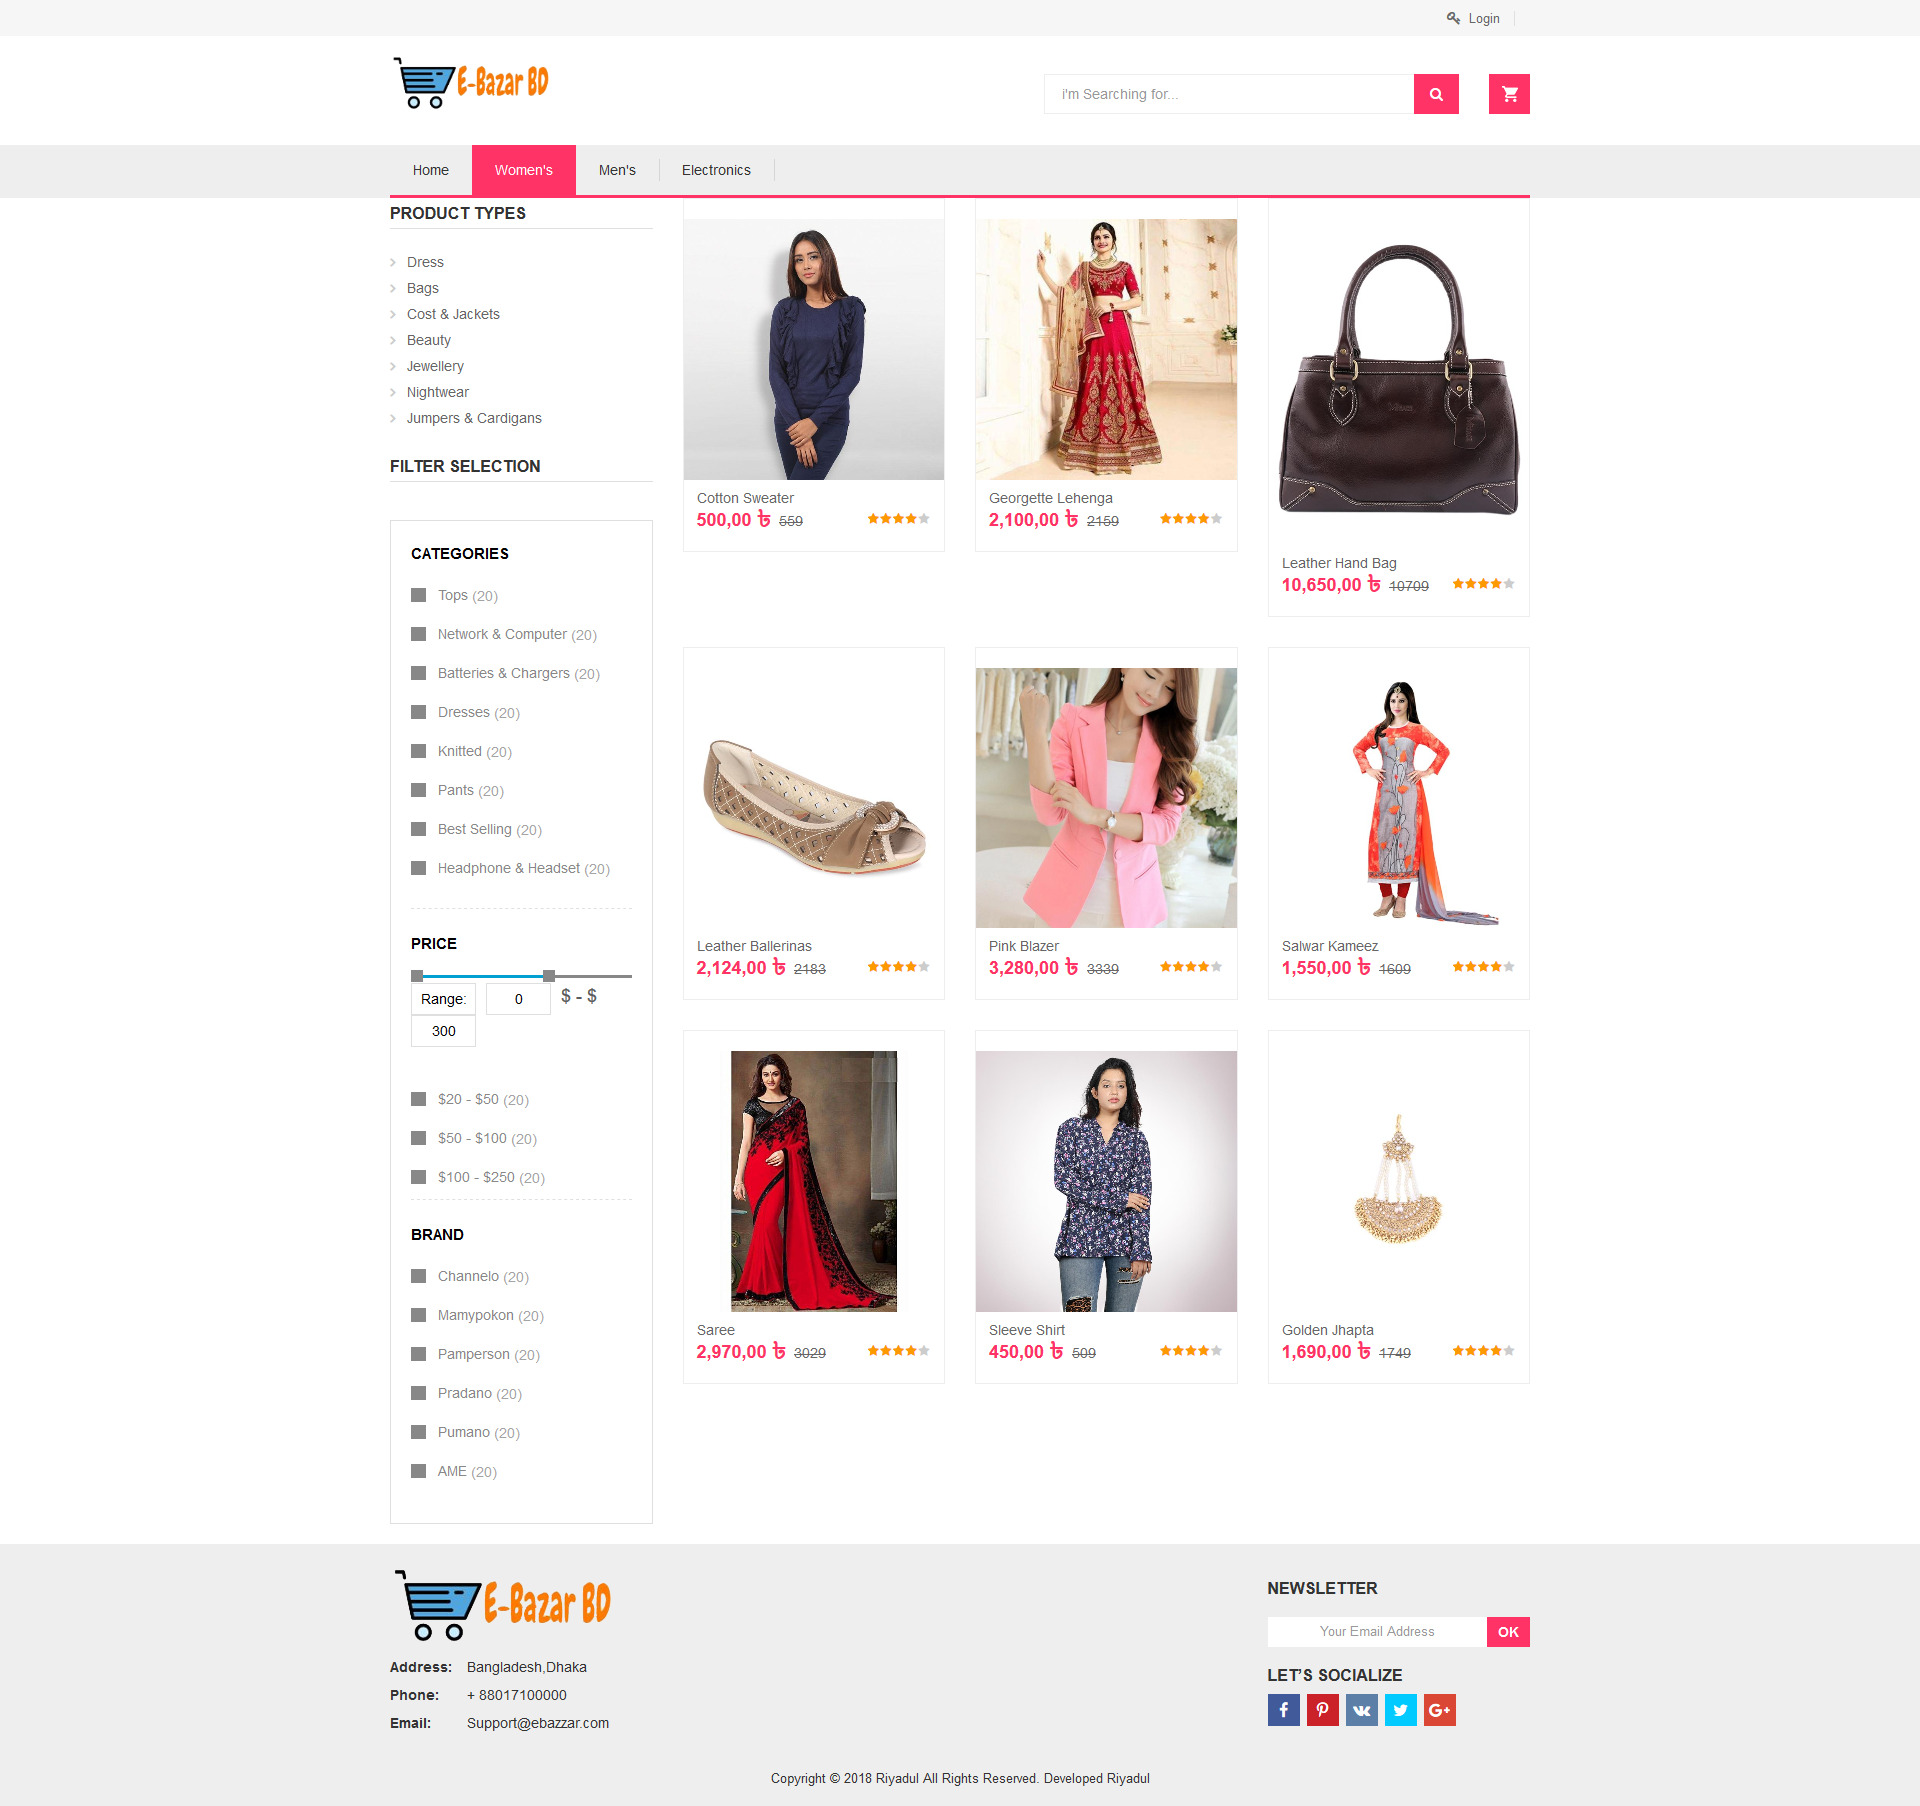 Login
E-Bazar BD
i'm Searching for...
Home
Women's
Men's
Electronics
PRODUCT TYPES
Dress
Bags
Cost & Jackets
Beauty
Jewellery
Nightwear
Jumpers & Cardigans
FILTER SELECTION
CATEGORIES
Tops (20)
Network & Computer (20)
Batteries & Chargers (20)
Dresses (20)
Knitted (20)
Pants (20)
Best Selling (20)
Headphone & Headset (20)
PRICE
Range: 0 $ - $
300
$20 - $50 (20)
$50 - $100 (20)
$100 - $250 (20)
BRAND
Channelo (20)
Mamypokon (20)
Pamperson (20)
Pradano (20)
Pumano (20)
AME (20)
Cotton Sweater
500,00 ৳ 559
Georgette Lehenga
2,100,00 ৳ 2159
Leather Hand Bag
10,650,00 ৳ 10709
Leather Ballerinas
2,124,00 ৳ 2183
Pink Blazer
3,280,00 ৳ 3339
Salwar Kameez
1,550,00 ৳ 1609
Saree
2,970,00 ৳ 3029
Sleeve Shirt
450,00 ৳ 509
Golden Jhapta
1,690,00 ৳ 1749
E-Bazar BD
Address: Bangladesh,Dhaka
Phone: + 88017100000
Email: Support@ebazzar.com
NEWSLETTER
Your Email Address
OK
LET'S SOCIALIZE
Copyright © 2018 Riyadul All Rights Reserved. Developed Riyadul